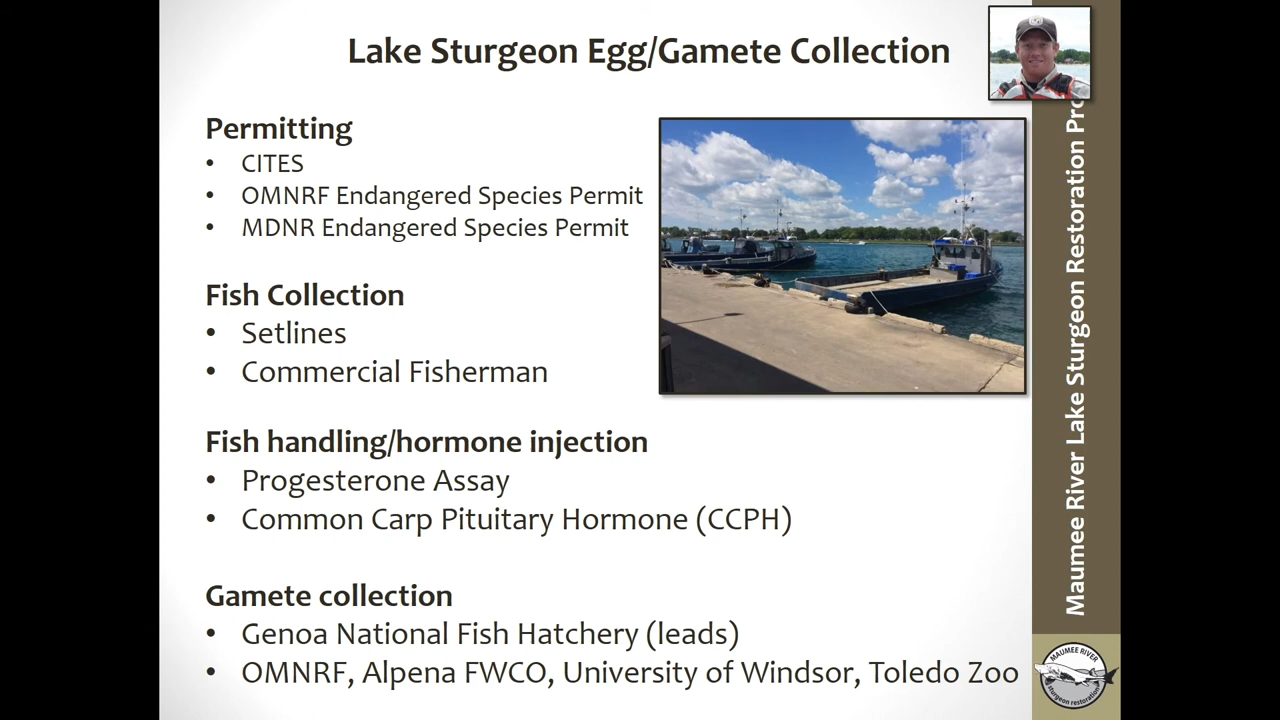 Lake Sturgeon Egg/Gamete Collection
Permitting
• CITES
• OMNRF Endangered Species Permit
• MDNR Endangered Species Permit
Fish Collection
• Setlines
• Commercial Fisherman
Fish handling/hormone injection
• Progesterone Assay
• Common Carp Pituitary Hormone (CCPH)
Gamete collection
• Genoa National Fish Hatchery (leads)
• OMNRF, Alpena FWCO, University of Windsor, Toledo Zoo
Maumee River Lake Sturgeon Restoration Pro
MAUMEE RIVER
sturgeon restoration